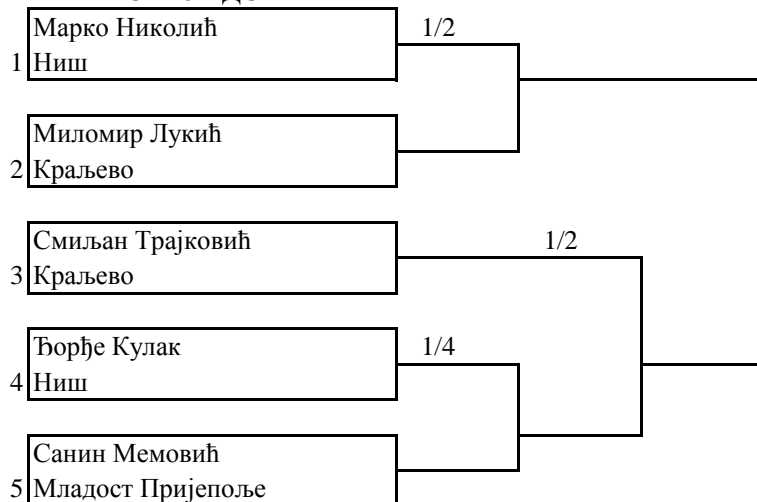 Марко Николић
1/2
1 Ниш
Миломир Лукић
2 Краљево
Смиљан Трајковић
1/2
3 Краљево
Ђорђе Кулак
1/4
4 Ниш
Санин Мемовић
5 Младост Пријепоље